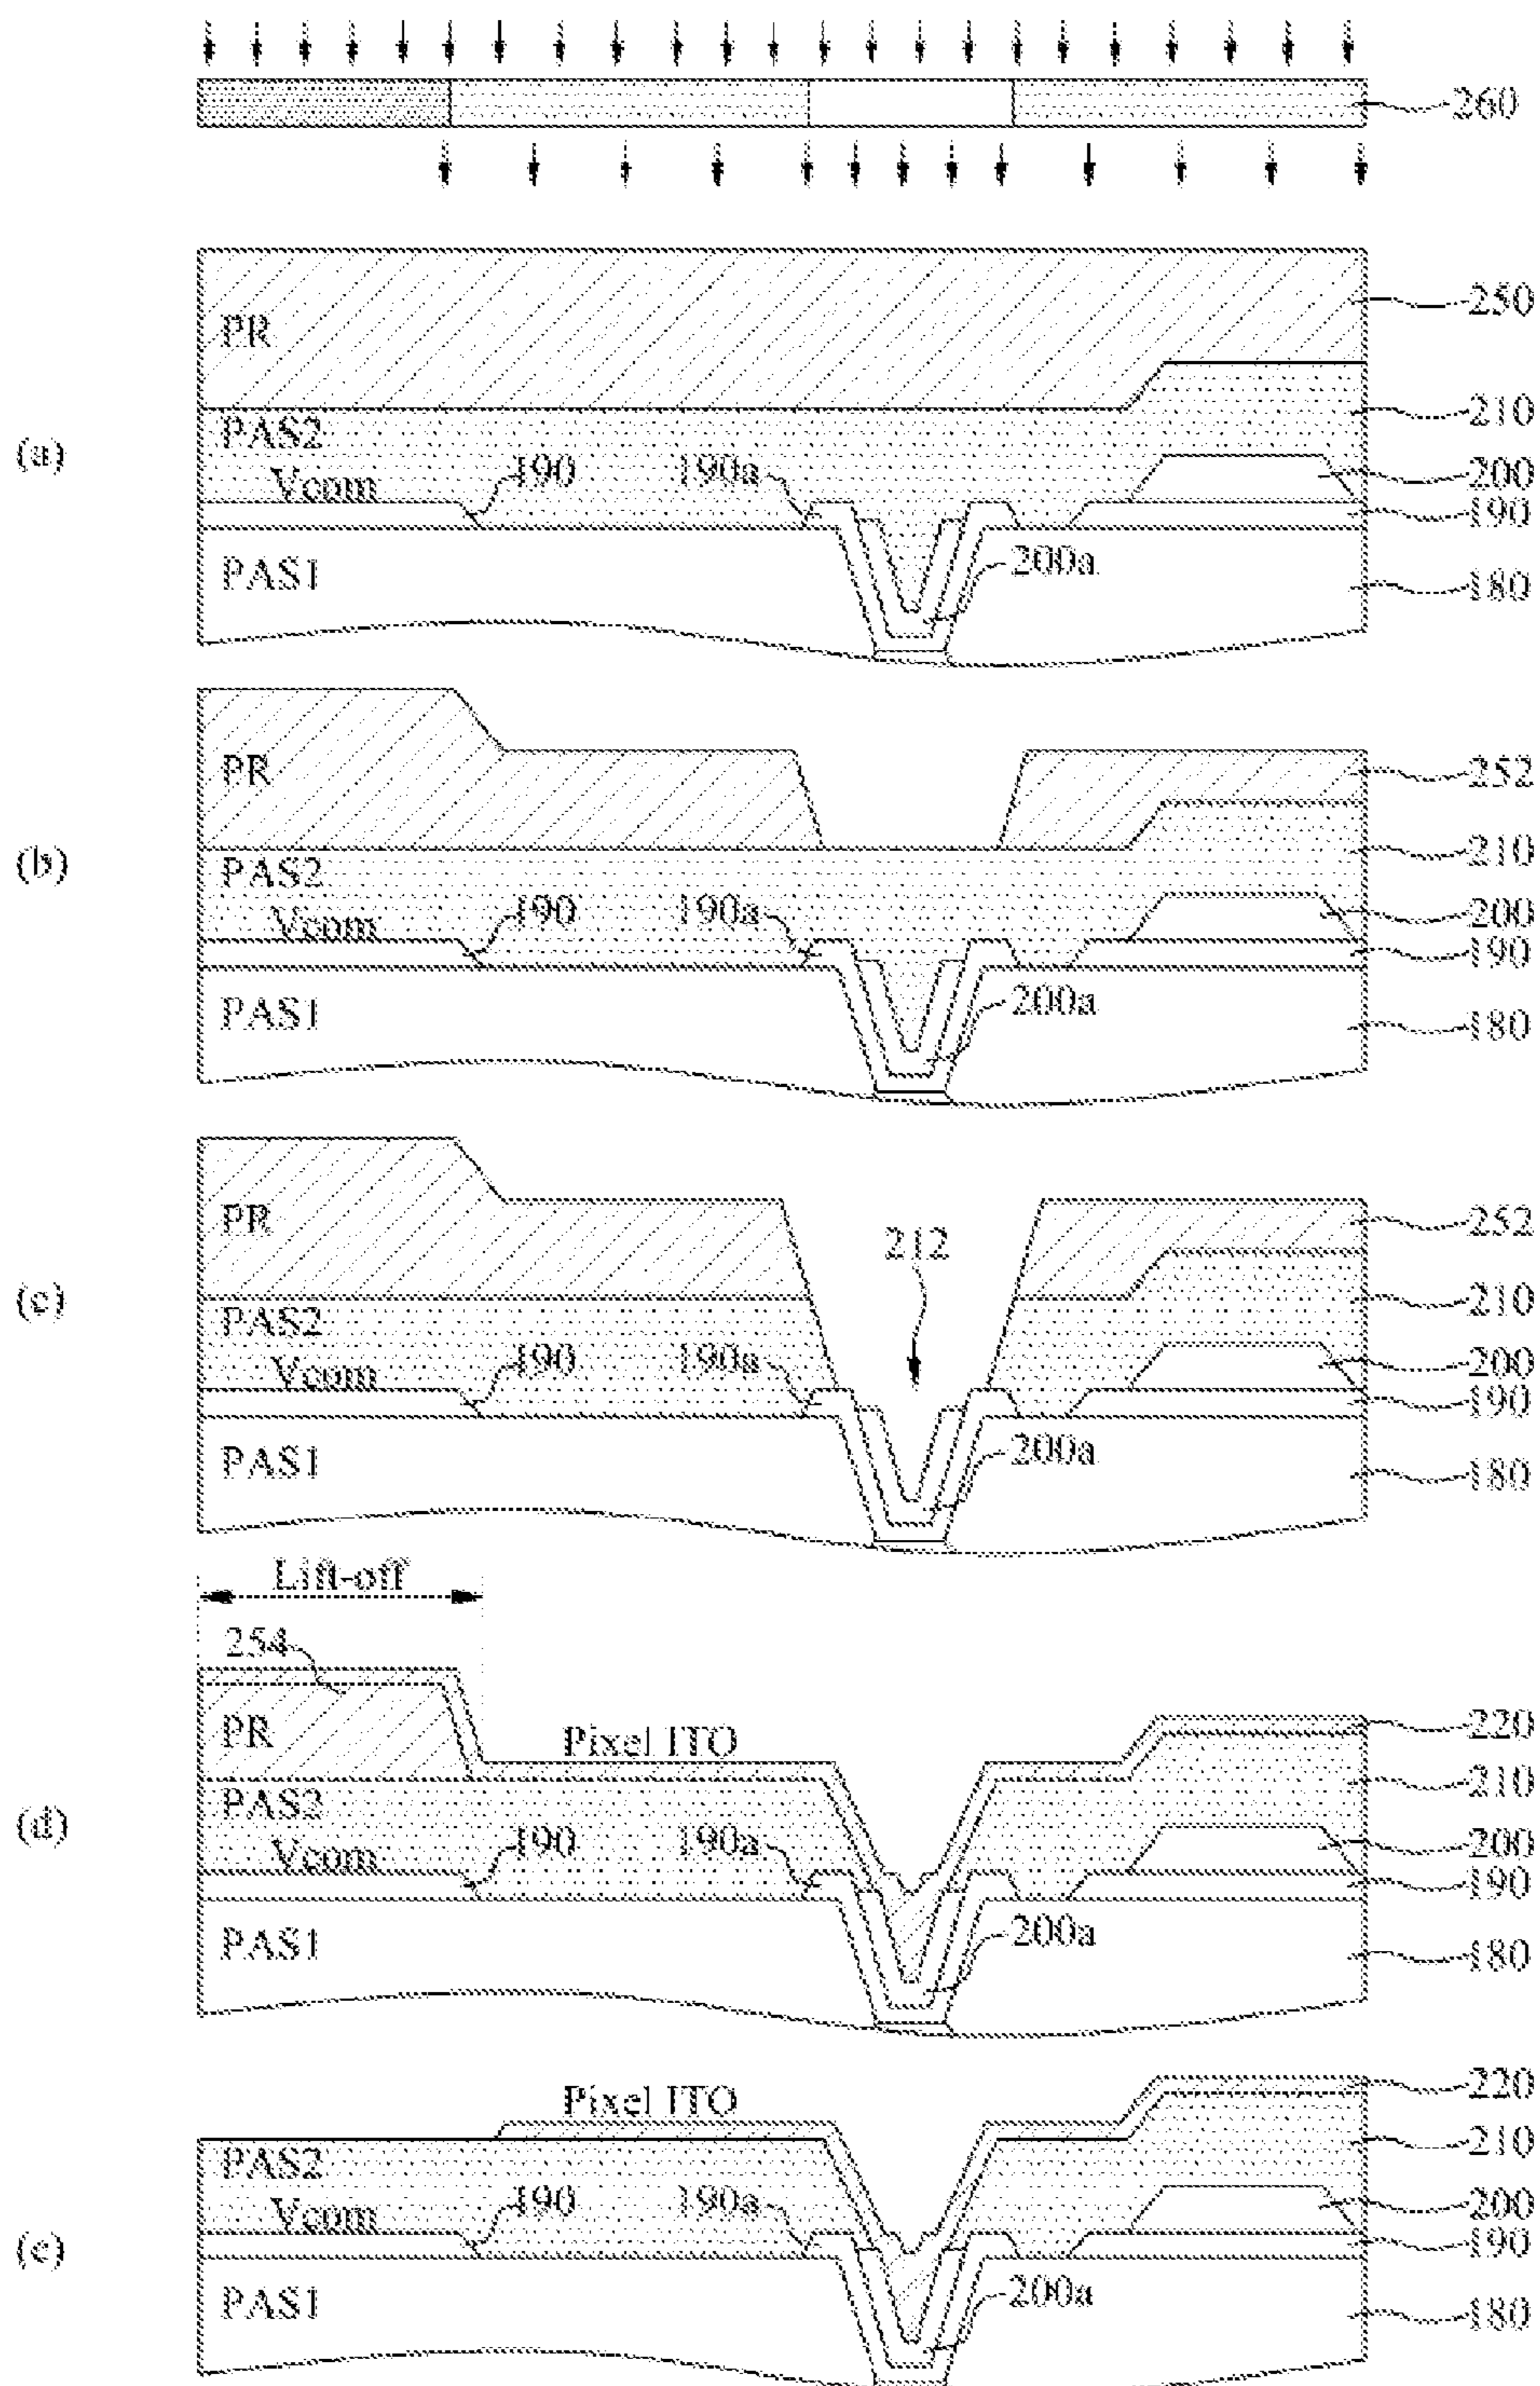 260
(a)
PR
250
PAS2
210
Vcom
190
190a
200
190
PAS1
200a
180
(b)
PR
252
PAS2
210
Vcom
190
190a
200
190
PAS1
200a
180
(c)
PR
252
212
PAS2
210
Vcom
190
190a
200
190
PAS1
200a
180
(d)
Lift-off
254
PR
Pixel ITO
220
PAS2
210
Vcom
190
190a
200
190
PAS1
200a
180
(e)
Pixel ITO
220
PAS2
210
Vcom
190
190a
200
190
PAS1
200a
180